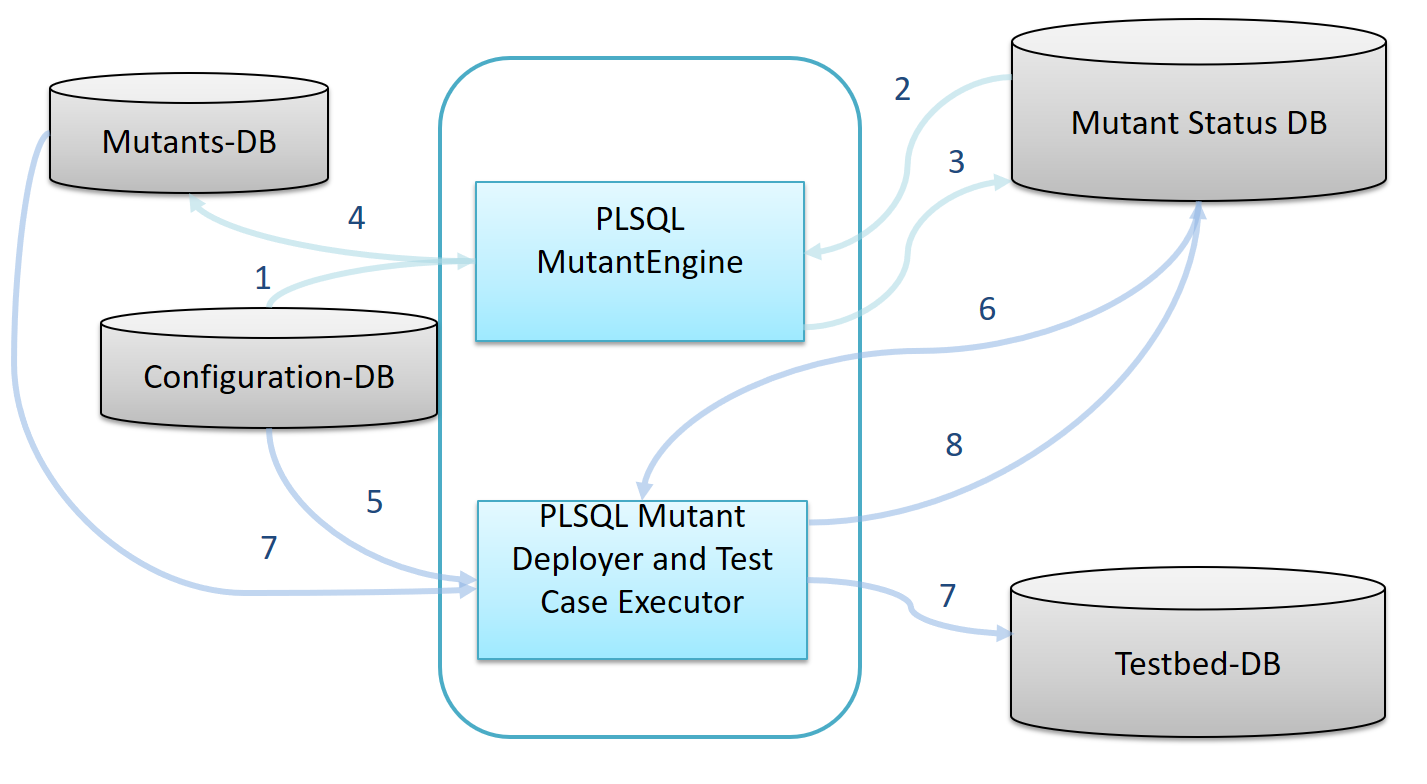 2
Mutant Status DB
Mutants-DB
3
4
PLSQL
MutantEngine
1
6
Configuration-DB
8
5
7
PLSQL Mutant
Deployer and Test
Case Executor
7
Testbed-DB